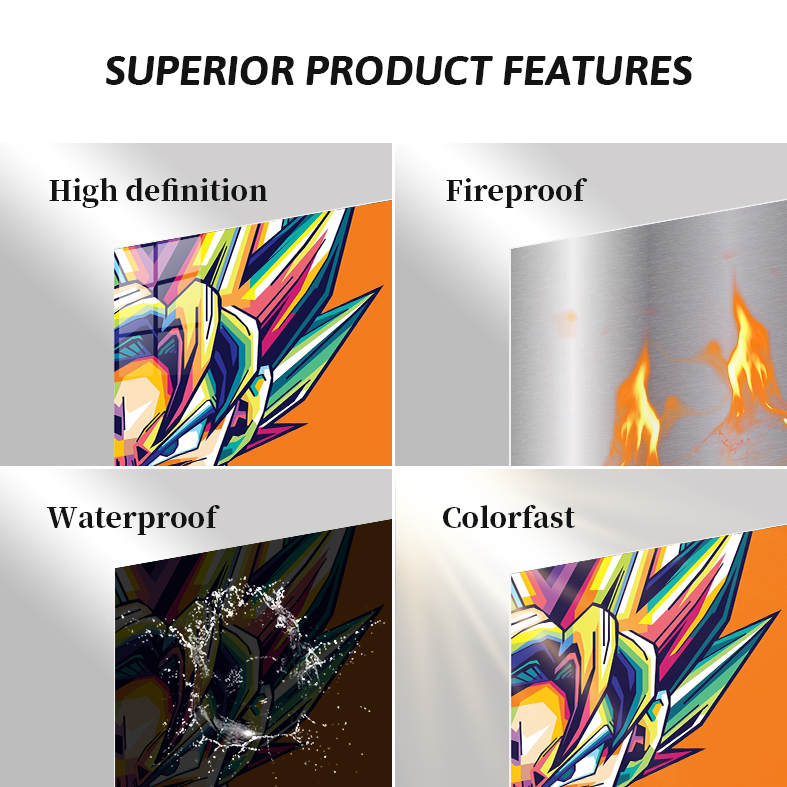 SUPERIOR PRODUCT FEATURES
High definition
Fireproof
Waterproof
Colorfast